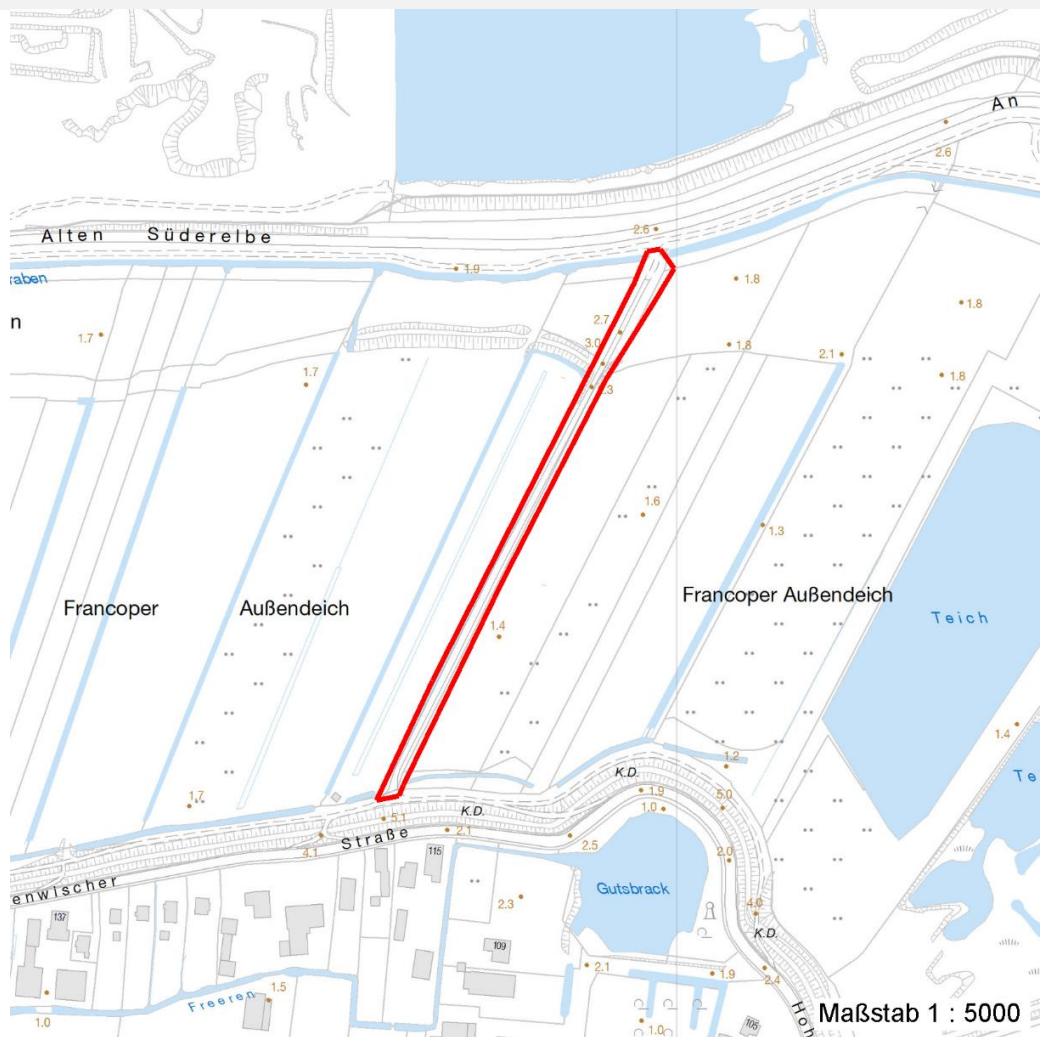 An
2.6
2.6
Alten Süderelbe
1.9
raben
1.8
1.8
n
1.7
2.7
3.0
1.8
2.1
.3
1.7
1.8
1.6
1.3
Francoper Außendeich
Francoper Außendeich
Teich
1.4
1.4
Te
1.2
K.D.
1.7
1.9
5.0
K.D.
1.0
5.1
Straße
2.1
4.1
2.5
115
2.0
enwischer
Gutsbrack
2.3
4.0
137
K.D.
109
2.1
1.9
2.4
1.5
Freeren
Hoh
1.0
1.0
105
Maßstab 1 : 5000